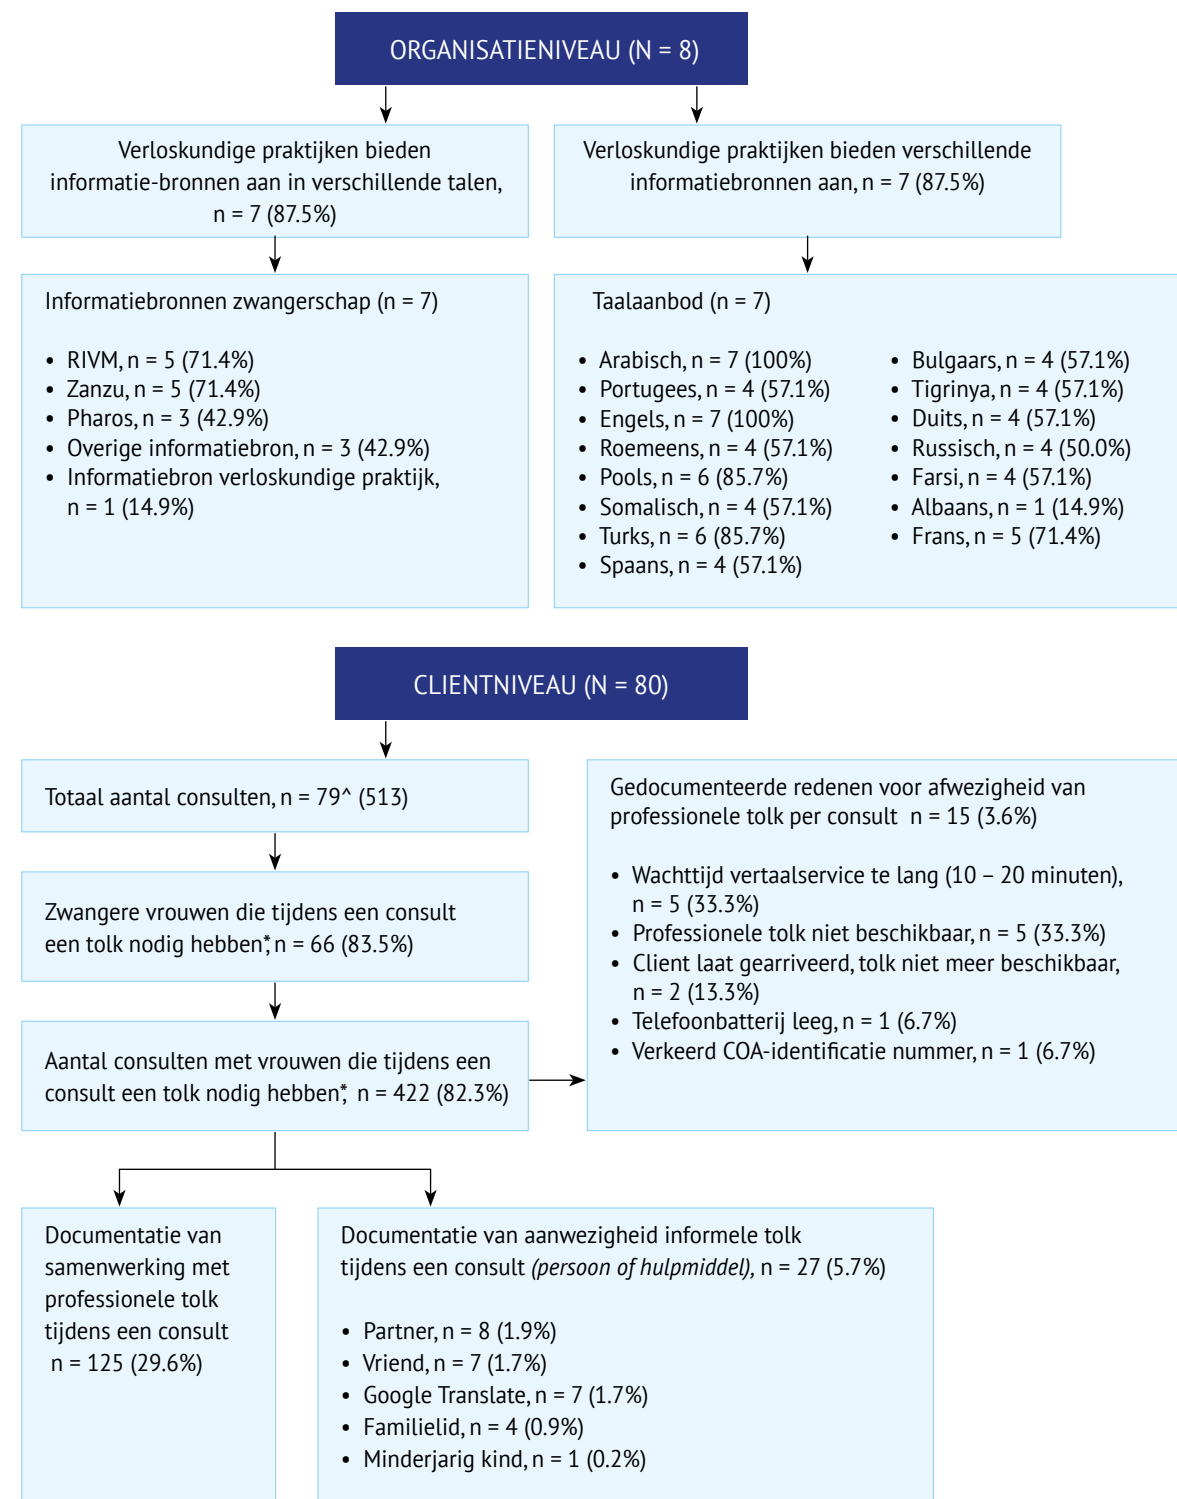 ORGANISATIENIVEAU (N = 8)
Verloskundige praktijken bieden
informatie-bronnen aan in verschillende talen,
n = 7 (87.5%)
Verloskundige praktijken bieden verschillende
informatiebronnen aan, n = 7 (87.5%)
Informatiebronnen zwangerschap (n = 7)
• RIVM, n = 5 (71.4%)
• Zanzu, n = 5 (71.4%)
• Pharos, n = 3 (42.9%)
• Overige informatiebron, n = 3 (42.9%)
• Informatiebron verloskundige praktijk,
n = 1 (14.9%)
Taalaanbod (n = 7)
• Arabisch, n = 7 (100%)
• Portugees, n = 4 (57.1%)
• Engels, n = 7 (100%)
• Roemeens, n = 4 (57.1%)
• Pools, n = 6 (85.7%)
• Somalisch, n = 4 (57.1%)
• Turks, n = 6 (85.7%)
• Spaans, n = 4 (57.1%)
• Bulgaars, n = 4 (57.1%)
• Tigrinya, n = 4 (57.1%)
• Duits, n = 4 (57.1%)
• Russisch, n = 4 (50.0%)
• Farsi, n = 4 (57.1%)
• Albaans, n = 1 (14.9%)
• Frans, n = 5 (71.4%)
CLIENTNIVEAU (N = 80)
Totaal aantal consulten, n = 79^ (513)
Zwangere vrouwen die tijdens een consult
een tolk nodig hebben*, n = 66 (83.5%)
Aantal consulten met vrouwen die tijdens een
consult een tolk nodig hebben*, n = 422 (82.3%)
Gedocumenteerde redenen voor afwezigheid van
professionele tolk per consult n = 15 (3.6%)
• Wachttijd vertaalservice te lang (10 – 20 minuten),
n = 5 (33.3%)
• Professionele tolk niet beschikbaar, n = 5 (33.3%)
• Client laat gearriveerd, tolk niet meer beschikbaar,
n = 2 (13.3%)
• Telefoonbatterij leeg, n = 1 (6.7%)
• Verkeerd COA-identificatie nummer, n = 1 (6.7%)
Documentatie van
samenwerking met
professionele tolk
tijdens een consult
n = 125 (29.6%)
Documentatie van aanwezigheid informele tolk
tijdens een consult (persoon of hulpmiddel), n = 27 (5.7%)
• Partner, n = 8 (1.9%)
• Vriend, n = 7 (1.7%)
• Google Translate, n = 7 (1.7%)
• Familielid, n = 4 (0.9%)
• Minderjarig kind, n = 1 (0.2%)